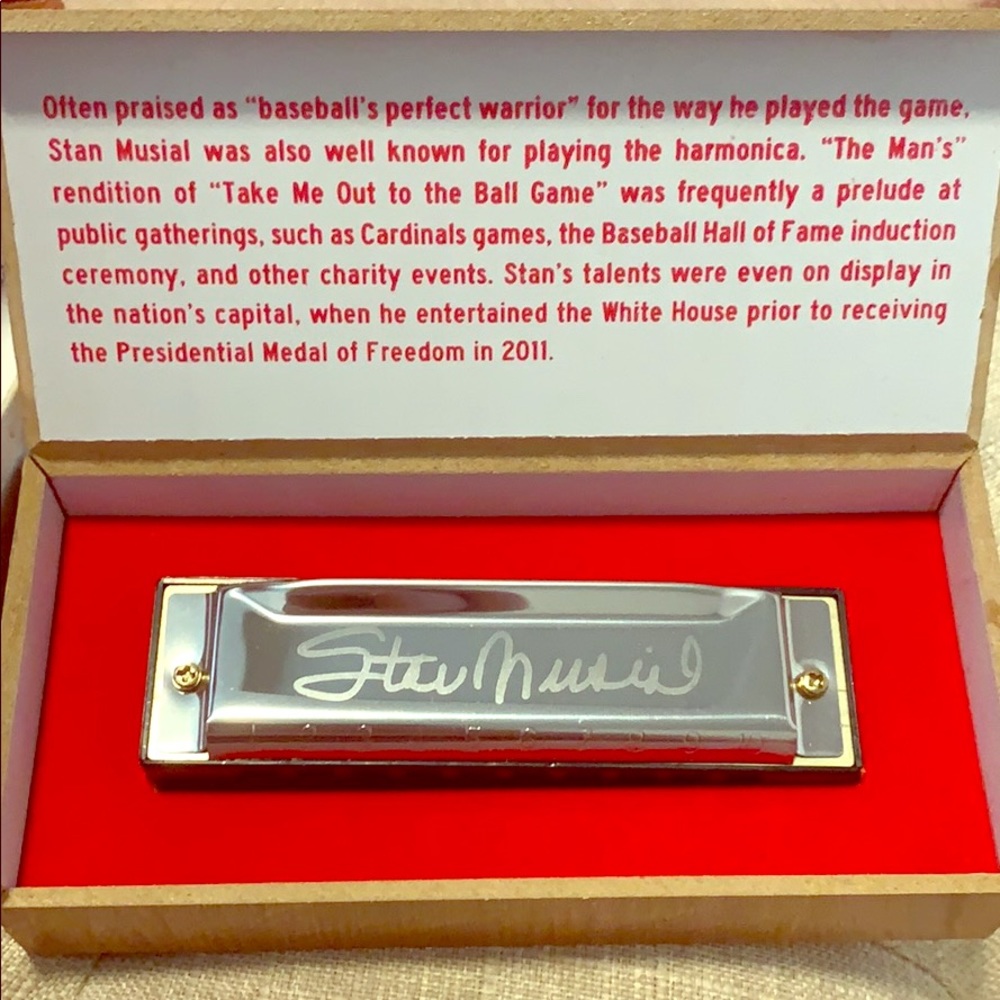 Often praised as “baseball's perfect warrior” for the way he played the game,
Stan Musial was also well known for playing the harmonica. “The Man's”
rendition of “Take Me Out to the Ball Game” was frequently a prelude at
public gatherings, such as Cardinals games, the Baseball Hall of Fame induction
ceremony, and other charity events. Stan's talents were even on display in
the nation's capital, when he entertained the White House prior to receiving
the Presidential Medal of Freedom in 2011.
Stan Musial